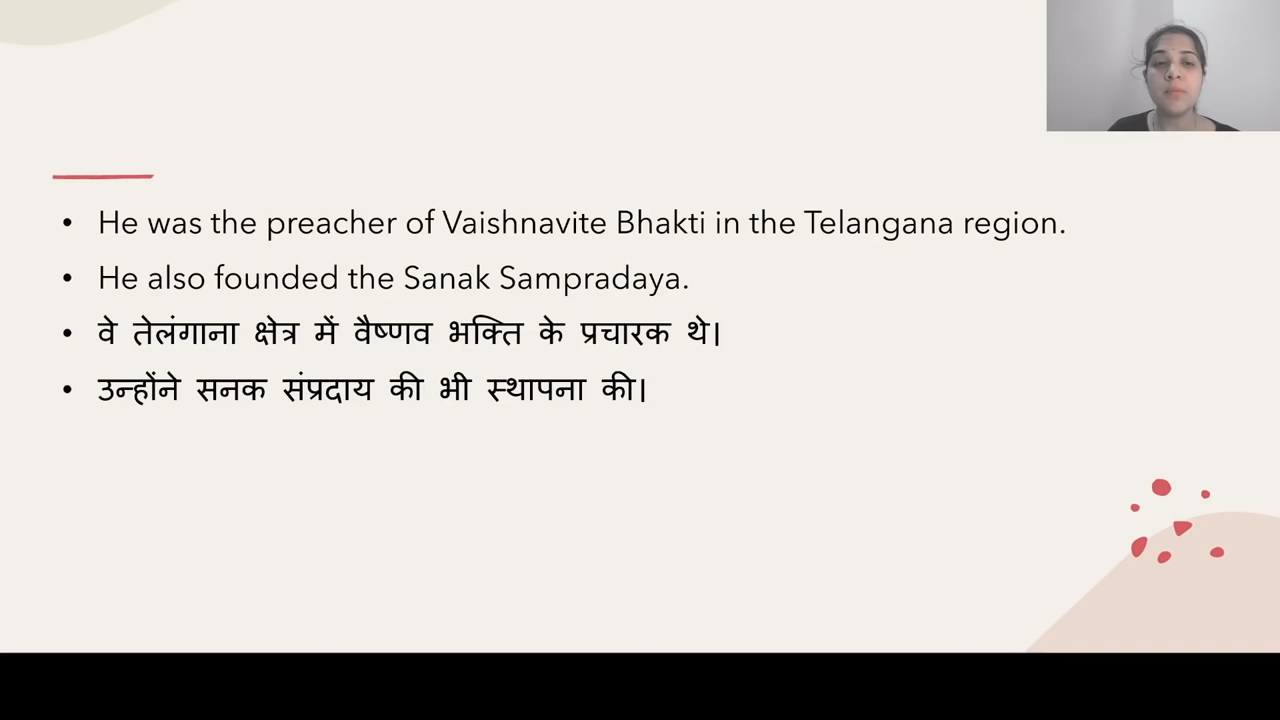 • He was the preacher of Vaishnavite Bhakti in the Telangana region.
• He also founded the Sanak Sampradaya.
• वे तेलंगाना क्षेत्र में वैष्णव भक्ति के प्रचारक थे।
• उन्होंने सनक संप्रदाय की भी स्थापना की।